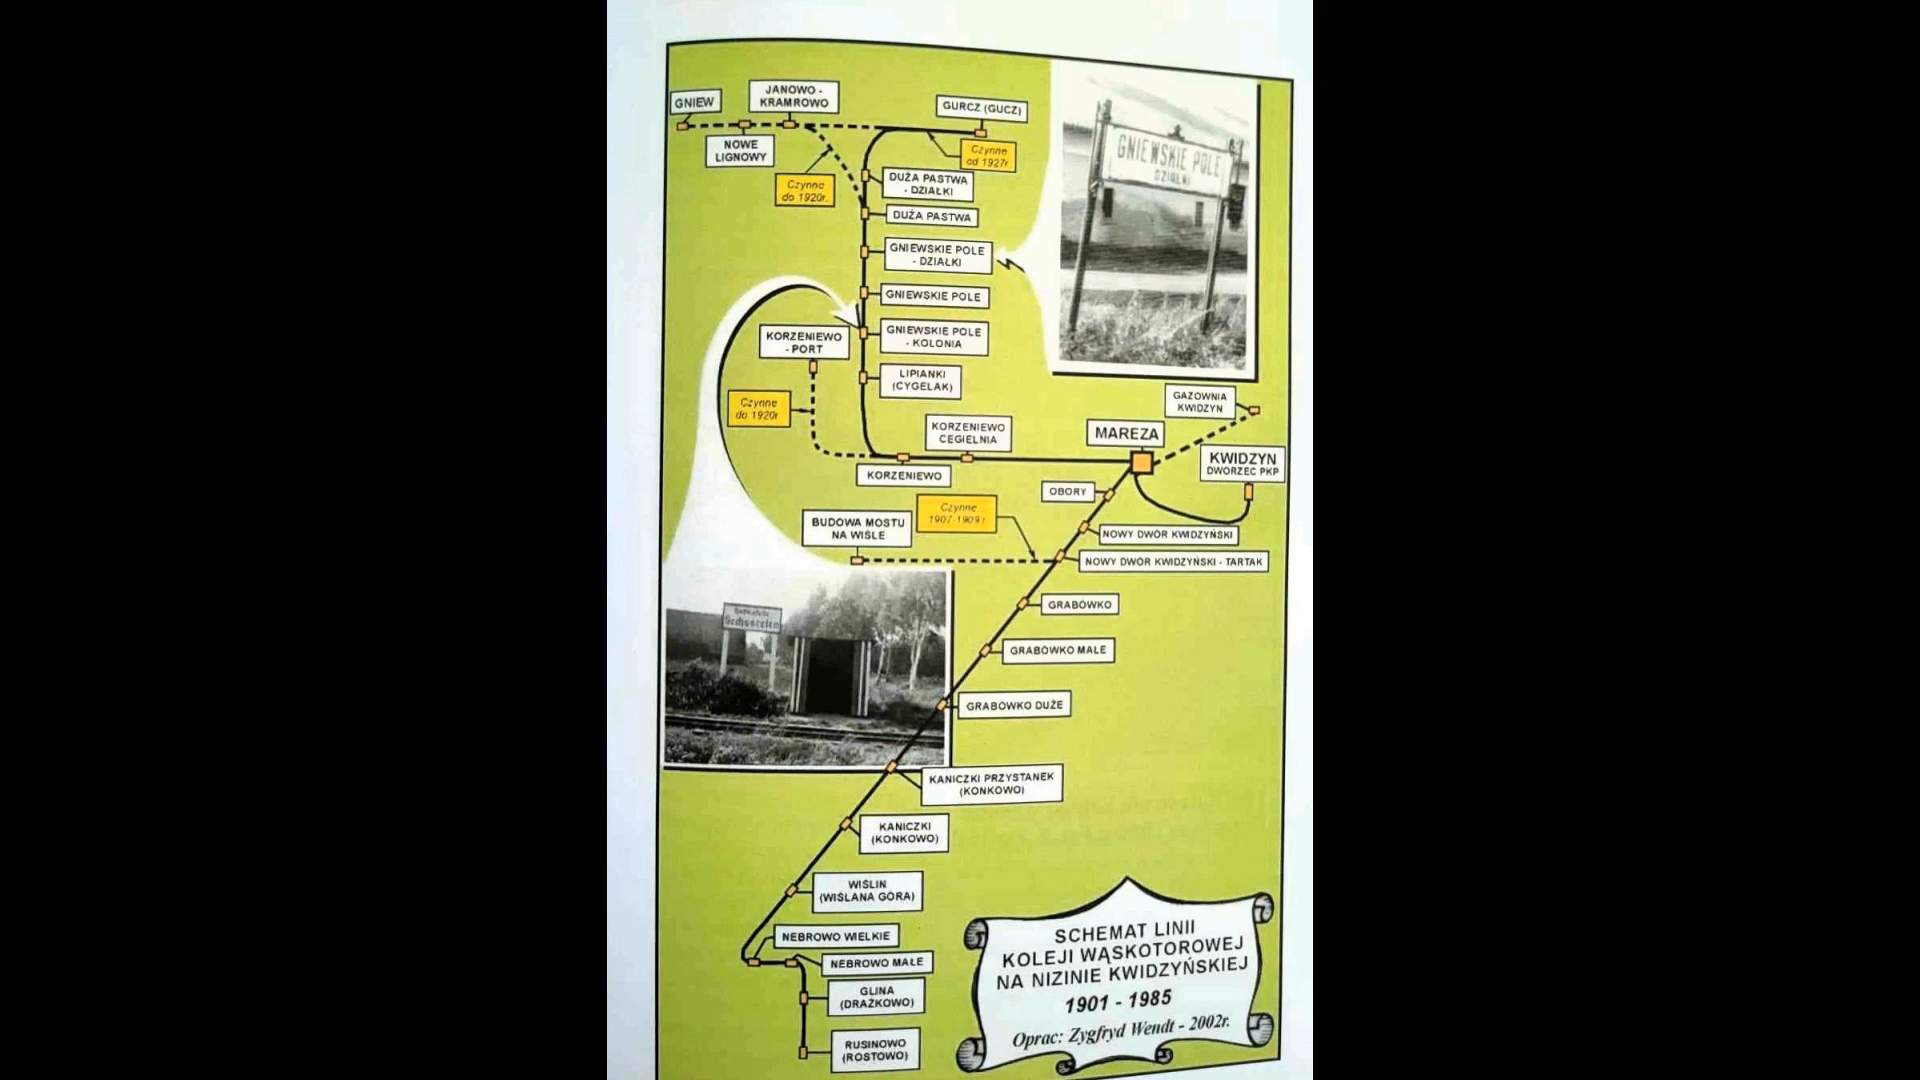 GNIEW
JANOWO -
KRAMROWO
GURCZ (GUCZ)
NOWE
LIGNOWY
Czynne
od 1927r
Czynne
do 1920r.
DUŻA PASTWA
- DZIAŁKI
DUŻA PASTWA
GNIEWSKIE POLE
- DZIAŁKI
GNIEWSKIE POLE
DZIAŁKI
GNIEWSKIE POLE
GNIEWSKIE POLE
- KOLONIA
KORZENIEWO
- PORT
LIPIANKI
(CYGELAK)
Czynne
do 1920r
GAZOWNIA
KWIDZYN
KORZENIEWO
CEGIELNIA
MAREZA
KWIDZYN
DWORZEC PKP
KORZENIEWO
OBORY
Czynne
1907-1909 r.
BUDOWA MOSTU
NA WIŚLE
NOWY DWÓR KWIDZYŃSKI
NOWY DWÓR KWIDZYŃSKI - TARTAK
GRABÓWKO
GRABÓWKO MAŁE
GRABÓWKO DUŻE
KANICZKI PRZYSTANEK
(KONKOWO)
KANICZKI
(KONKOWO)
WIŚLIN
(WIŚLANA GÓRA)
NEBROWO WIELKIE
NEBROWO MAŁE
GLINA
(DRAŻKOWO)
RUSINOWO
(ROSTOWO)
SCHEMAT LINII
KOLEJI WĄSKOTOROWEJ
NA NIZINIE KWIDZYŃSKIEJ
1901 - 1985
Oprac: Zygfryd Wendt - 2002r.